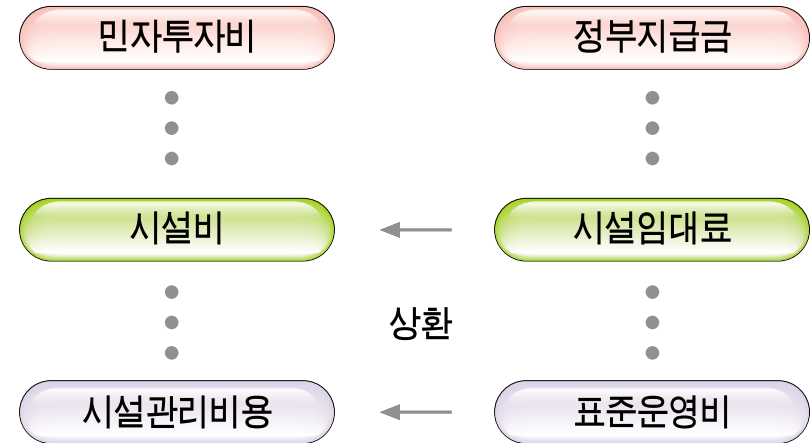 민자투자비
정부지급금
시설비
시설임대료
상환
시설관리비용
표준운영비